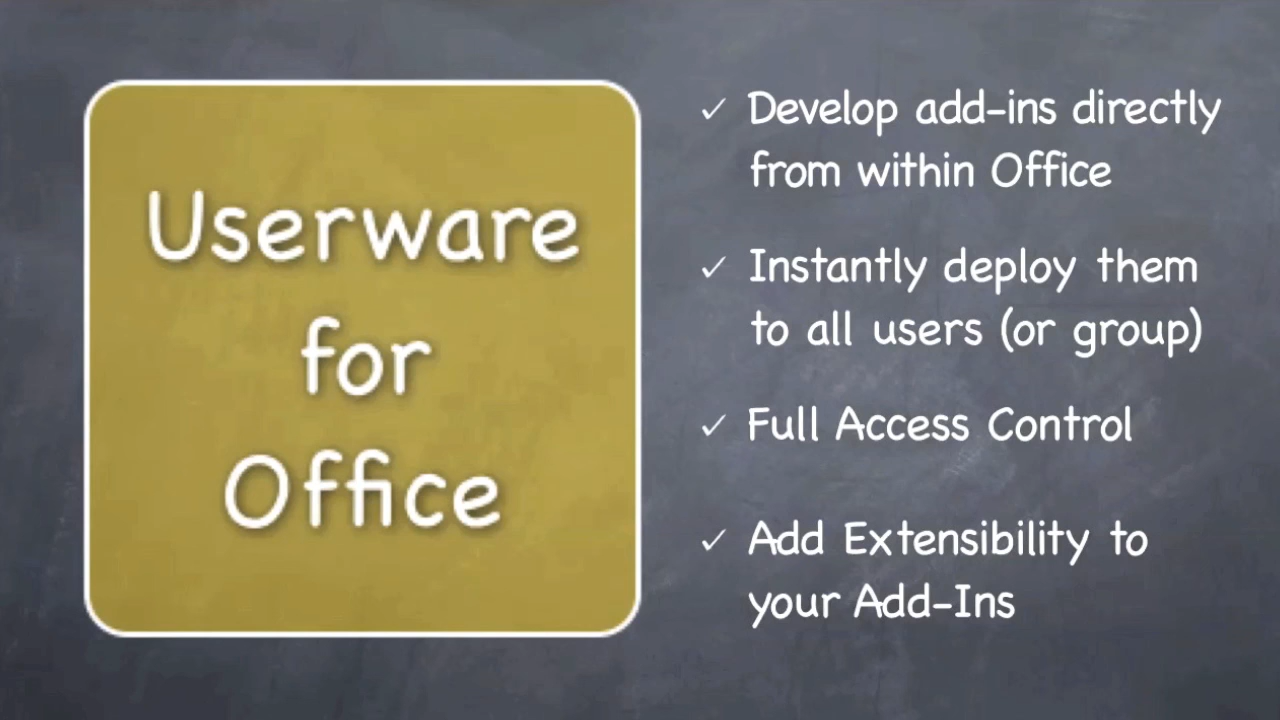 Userware
for
Office
✓ Develop add-ins directly
from within Office
✓ Instantly deploy them
to all users (or group)
✓ Full Access Control
✓ Add Extensibility to
your Add-Ins